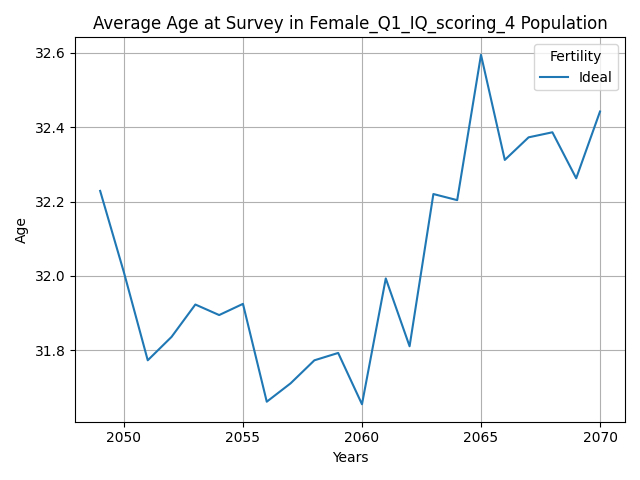 Average Age at Survey in Female_Q1_IQ_scoring_4 Population
Fertility
Ideal
Age
32.6
32.4
32.2
32.0
31.8
2050 2055 2060 2065 2070
Years